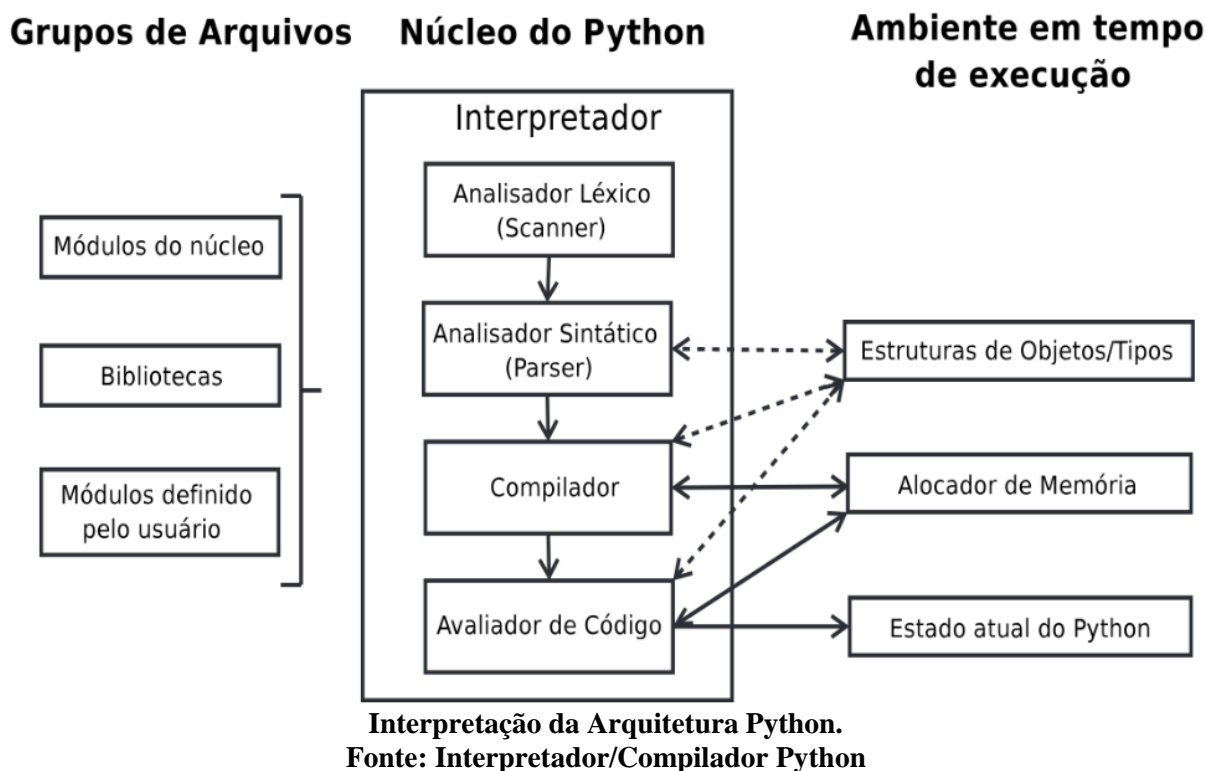 Grupos de Arquivos
Núcleo do Python
Ambiente em tempo
de execução
Interpretador
Módulos do núcleo
Bibliotecas
Módulos definido
pelo usuário
Analisador Léxico
(Scanner)
Analisador Sintático
(Parser)
Compilador
Avaliador de Código
Estruturas de Objetos/Tipos
Alocador de Memória
Estado atual do Python
Interpretação da Arquitetura Python.
Fonte: Interpretador/Compilador Python